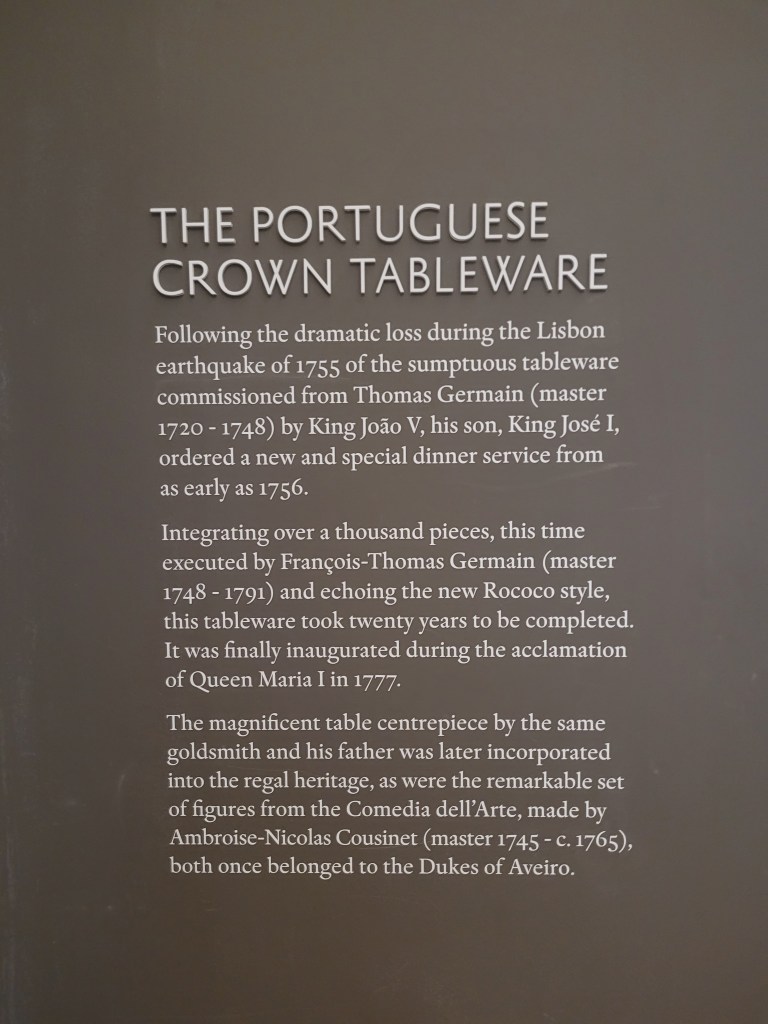 THE PORTUGUESE
CROWN TABLEWARE
Following the dramatic loss during the Lisbon
earthquake of 1755 of the sumptuous tableware
commissioned from Thomas Germain (master
1720 - 1748) by King João V, his son, King José I,
ordered a new and special dinner service from
as early as 1756.
Integrating over a thousand pieces, this time
executed by François-Thomas Germain (master
1748 - 1791) and echoing the new Rococo style,
this tableware took twenty years to be completed.
It was finally inaugurated during the acclamation
of Queen Maria I in 1777.
The magnificent table centrepiece by the same
goldsmith and his father was later incorporated
into the regal heritage, as were the remarkable set
of figures from the Comedia dell'Arte, made by
Ambroise-Nicolas Cousinet (master 1745 - c. 1765),
both once belonged to the Dukes of Aveiro.